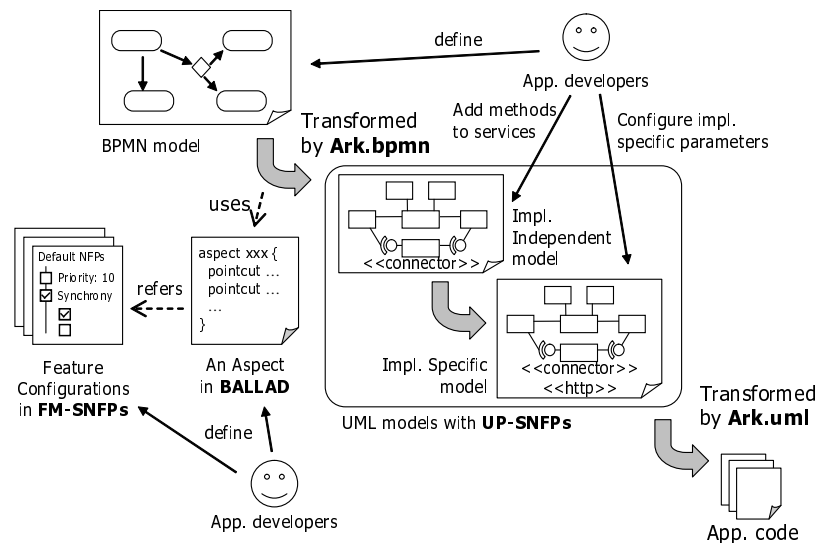 define
App. developers
BPMN model
Transformed
by Ark.bpmn
Add methods
to services
Configure impl.
specific parameters
uses
Impl.
Independent
model
<<connector>>
Default NFPs
Priority: 10
Synchrony
refers
aspect xxx {
pointcut ...
pointcut ...
...
}
Impl. Specific
model
<<connector>>
<<http>>
Feature
Configurations
in FM-SNFPs
An Aspect
in BALLAD
UML models with UP-SNFPs
Transformed
by Ark.uml
define
App. developers
App. code